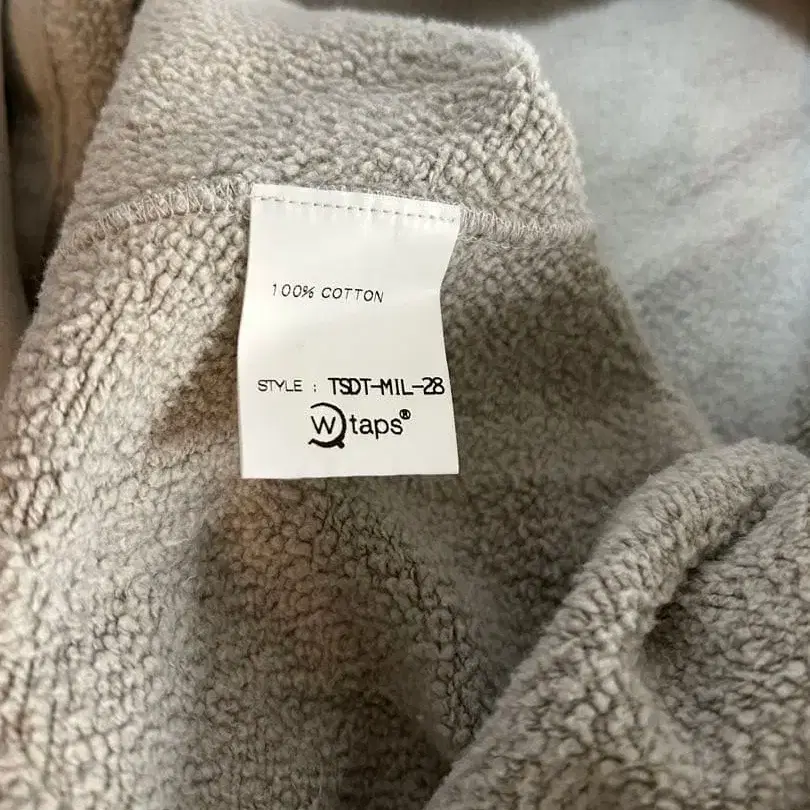 100% COTTON
STYLE : TSDT-MIL-28
Wtaps®